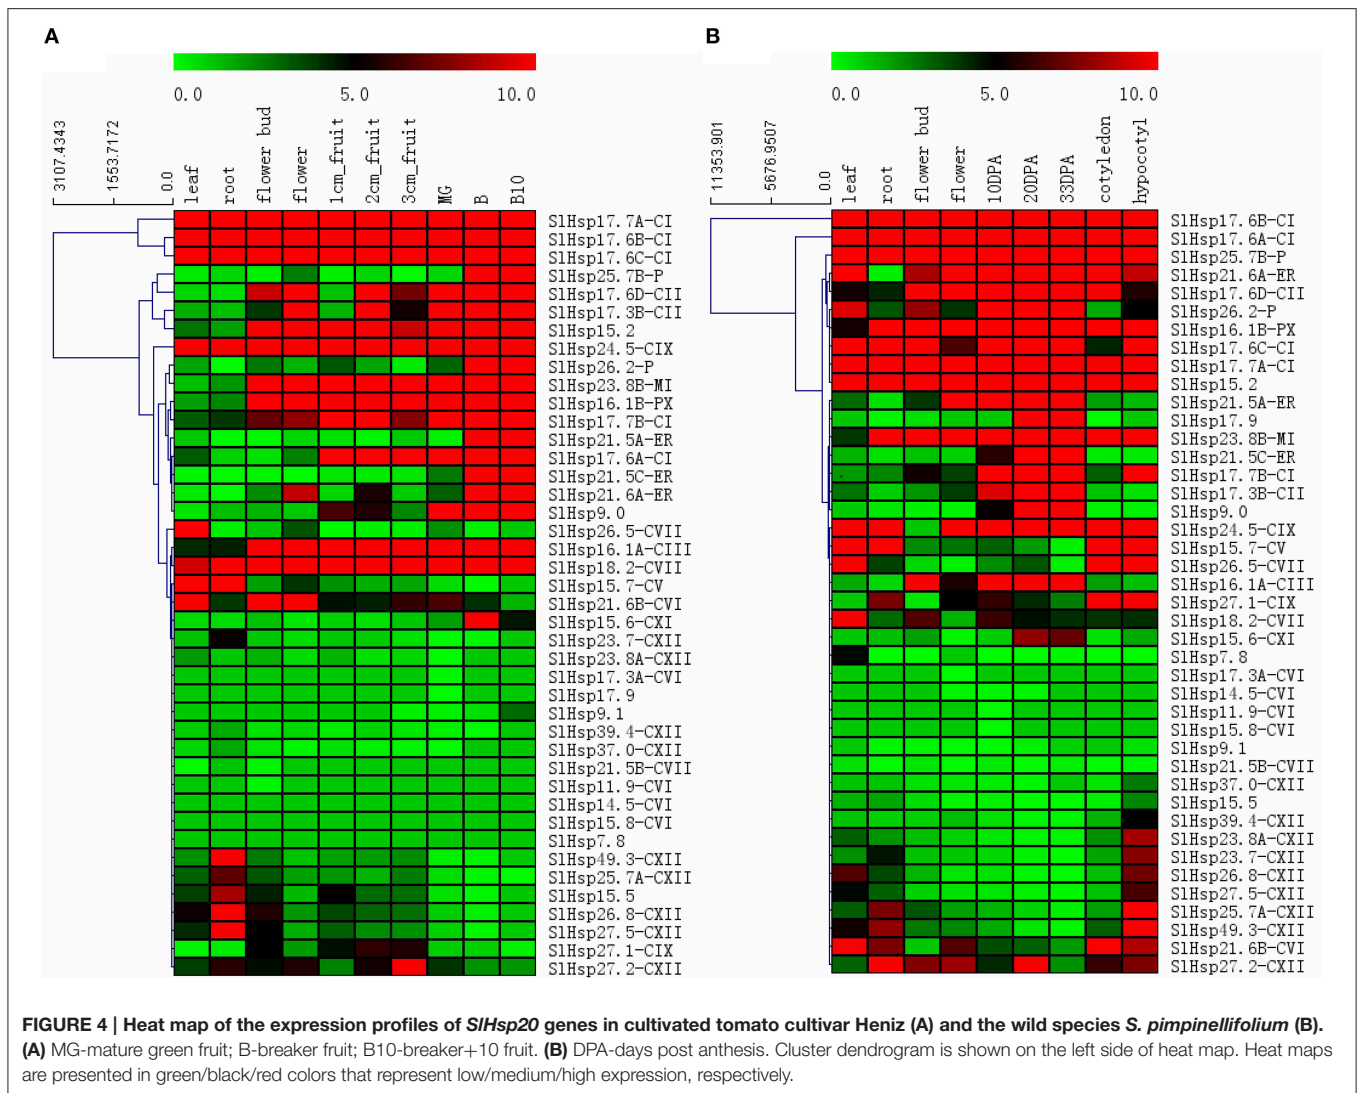 A
0.0 5.0 10.0
3107.4343
1553.7172
0.0
leaf
root
flower bud
flower
1cm_fruit
2cm_fruit
3cm_fruit
MG
B
B10
SlHsp17.7A-CI
SlHsp17.6B-CI
SlHsp17.6C-CI
SlHsp25.7B-P
SlHsp17.6D-CII
SlHsp17.3B-CII
SlHsp15.2
SlHsp24.5-CIX
SlHsp26.2-P
SlHsp23.8B-MI
SlHsp16.1B-PX
SlHsp17.7B-CI
SlHsp21.5A-ER
SlHsp17.6A-CI
SlHsp21.5C-ER
SlHsp21.6A-ER
SlHsp9.0
SlHsp26.5-CVII
SlHsp16.1A-CIII
SlHsp18.2-CVII
SlHsp15.7-CV
SlHsp21.6B-CVI
SlHsp15.6-CXI
SlHsp23.7-CXII
SlHsp23.8A-CXII
SlHsp17.3A-CVI
SlHsp17.9
SlHsp9.1
SlHsp39.4-CXII
SlHsp37.0-CXII
SlHsp21.5B-CVII
SlHsp11.9-CVI
SlHsp14.5-CVI
SlHsp15.8-CVI
SlHsp7.8
SlHsp49.3-CXII
SlHsp25.7A-CXII
SlHsp15.5
SlHsp26.8-CXII
SlHsp27.5-CXII
SlHsp27.1-CIX
SlHsp27.2-CXII
B
0.0 5.0 10.0
11353.901
5676.9507
0.0
leaf
root
flower bud
flower
10DPA
20DPA
33DPA
cotyledon
hypocotyl
SlHsp17.6B-CI
SlHsp17.6A-CI
SlHsp25.7B-P
SlHsp21.6A-ER
SlHsp17.6D-CII
SlHsp26.2-P
SlHsp16.1B-PX
SlHsp17.6C-CI
SlHsp17.7A-CI
SlHsp15.2
SlHsp21.5A-ER
SlHsp17.9
SlHsp23.8B-MI
SlHsp21.5C-ER
SlHsp17.7B-CI
SlHsp17.3B-CII
SlHsp9.0
SlHsp24.5-CIX
SlHsp15.7-CV
SlHsp26.5-CVII
SlHsp16.1A-CIII
SlHsp27.1-CIX
SlHsp18.2-CVII
SlHsp15.6-CXI
SlHsp7.8
SlHsp17.3A-CVI
SlHsp14.5-CVI
SlHsp11.9-CVI
SlHsp15.8-CVI
SlHsp9.1
SlHsp21.5B-CVII
SlHsp37.0-CXII
SlHsp15.5
SlHsp39.4-CXII
SlHsp23.8A-CXII
SlHsp23.7-CXII
SlHsp26.8-CXII
SlHsp27.5-CXII
SlHsp25.7A-CXII
SlHsp49.3-CXII
SlHsp21.6B-CVI
SlHsp27.2-CXII
FIGURE 4 | Heat map of the expression profiles of SlHsp20 genes in cultivated tomato cultivar Heniz (A) and the wild species S. pimpinellifolium (B).
(A) MG-mature green fruit; B-breaker fruit; B10-breaker+10 fruit. (B) DPA-days post anthesis. Cluster dendrogram is shown on the left side of heat map. Heat maps
are presented in green/black/red colors that represent low/medium/high expression, respectively.